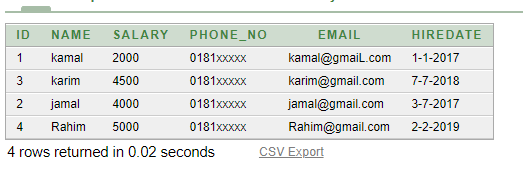 ID NAME SALARY PHONE_NO EMAIL HIREDATE
1 kamal 2000 0181xxxxx kamal@gmaiL.com 1-1-2017
3 karim 4500 0181xxxxx karim@gmail.com 7-7-2018
2 jamal 4000 0181xxxxx jamal@gmail.com 3-7-2017
4 Rahim 5000 0181xxxxx Rahim@gmail.com 2-2-2019
4 rows returned in 0.02 seconds CSV Export